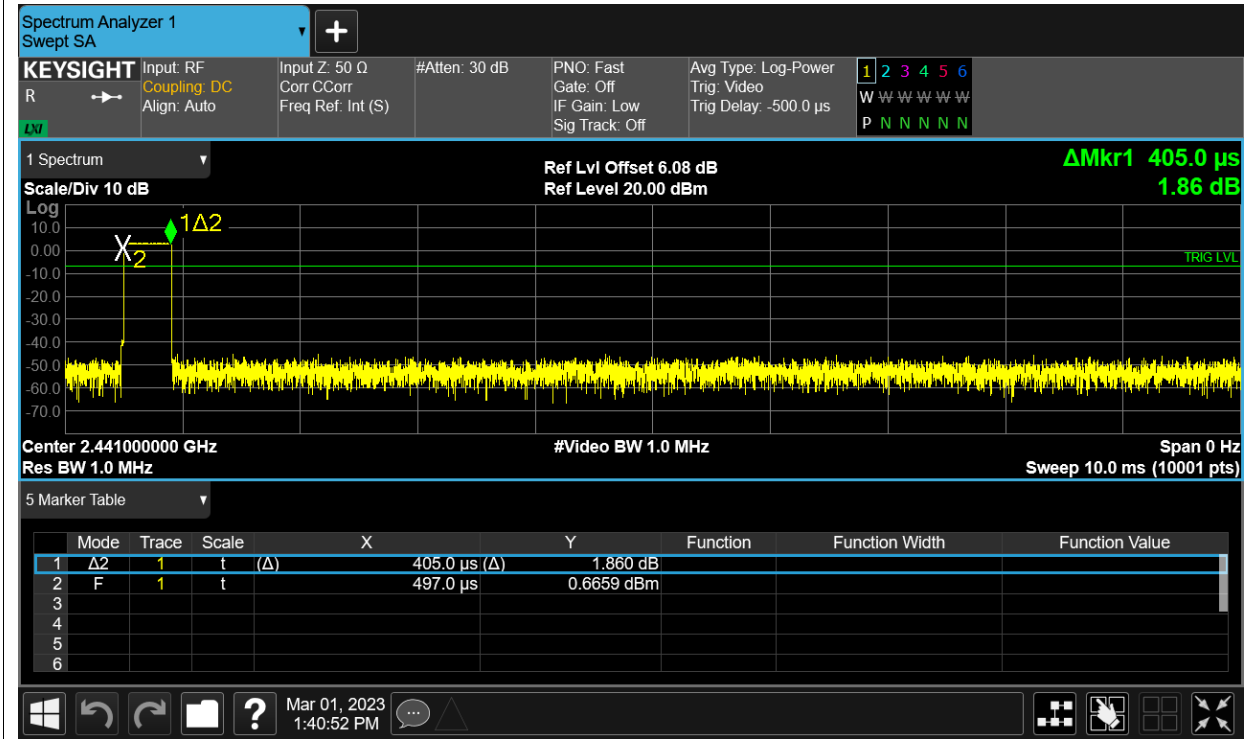 Spectrum Analyzer 1
Swept SA
KEYSIGHT
R
LXI
Input: RF
Coupling: DC
Align: Auto
Input Z: 50 Ω
Corr CCorr
Freq Ref: Int (S)
#Atten: 30 dB
PNO: Fast
Gate: Off
IF Gain: Low
Sig Track: Off
Avg Type: Log-Power
Trig: Video
Trig Delay: -500.0 µs
1 2 3 4 5 6
W W W W W W
P N N N N N
1 Spectrum
Scale/Div 10 dB
Ref Lvl Offset 6.08 dB
Ref Level 20.00 dBm
ΔMkr1 405.0 µs
1.86 dB
Log
10.0
0.00
-10.0
-20.0
-30.0
-40.0
-50.0
-60.0
-70.0
1Δ2
X
2
TRIG LVL
Center 2.441000000 GHz
#Video BW 1.0 MHz
Span 0 Hz
Res BW 1.0 MHz
Sweep 10.0 ms (10001 pts)
5 Marker Table
Mode Trace Scale X Y Function Function Width Function Value
1 Δ2 1 t (Δ) 405.0 µs (Δ) 1.860 dB
2 F 1 t 497.0 µs 0.6659 dBm
3
4
5
6
?
Mar 01, 2023
1:40:52 PM